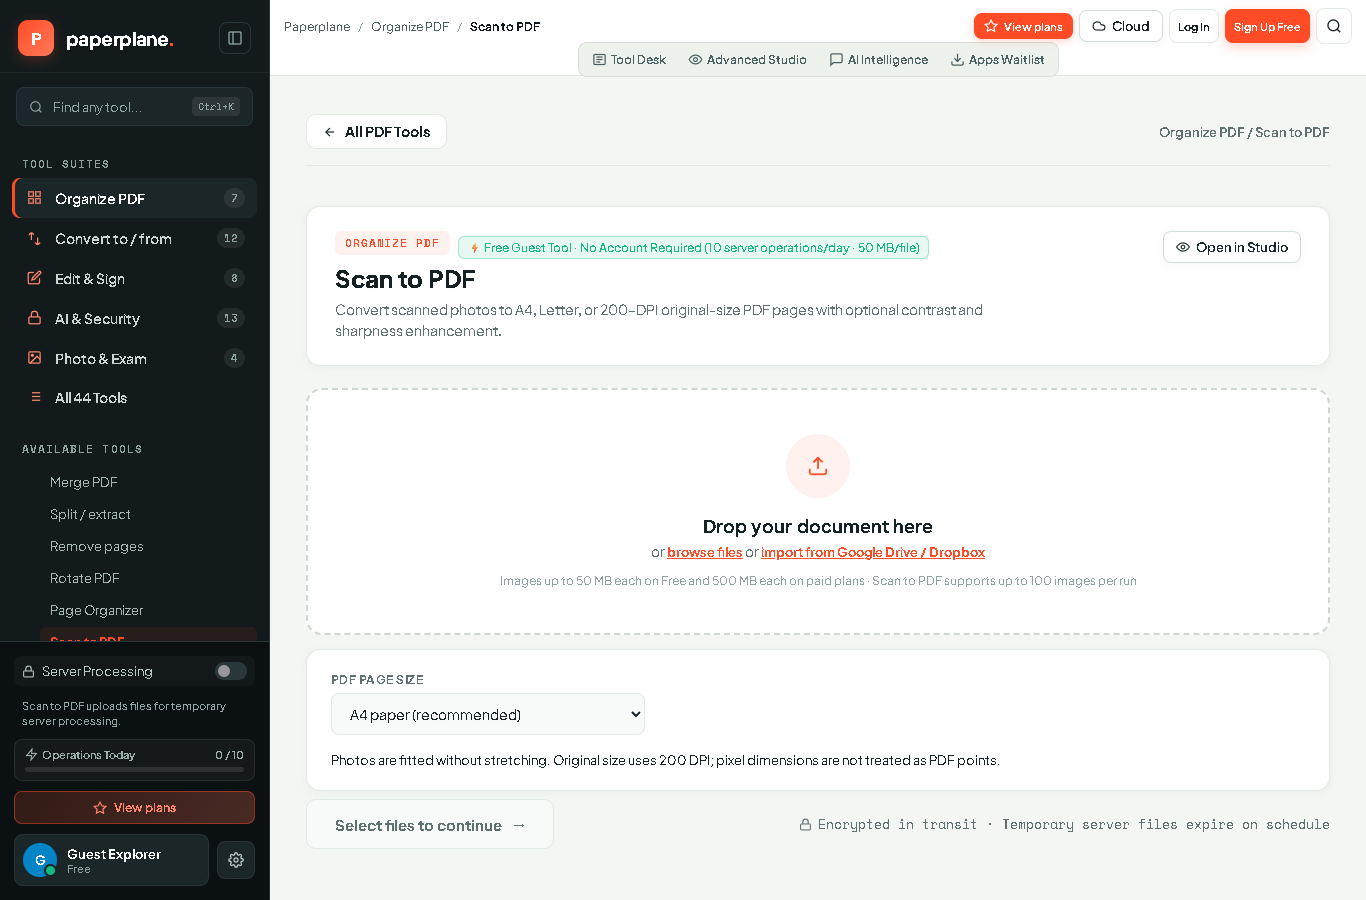 P paperplane.
Find any tool... Ctrl+K
TOOL SUITES
Organize PDF 7
Convert to / from 12
Edit & Sign 8
AI & Security 13
Photo & Exam 4
All 44 Tools
AVAILABLE TOOLS
Merge PDF
Split / extract
Remove pages
Rotate PDF
Page Organizer
Scan to PDF
Server Processing
Scan to PDF uploads files for temporary
server processing.
Operations Today 0 / 10
View plans
G Guest Explorer
Free
Paperplane / Organize PDF / Scan to PDF
View plans Cloud Log In Sign Up Free
Tool Desk Advanced Studio AI Intelligence Apps Waitlist
← All PDF Tools
Organize PDF / Scan to PDF
ORGANIZE PDF Free Guest Tool · No Account Required (10 server operations/day · 50 MB/file)
Open in Studio
Scan to PDF
Convert scanned photos to A4, Letter, or 200-DPI original-size PDF pages with optional contrast and
sharpness enhancement.
Drop your document here
or browse files or import from Google Drive / Dropbox
Images up to 50 MB each on Free and 500 MB each on paid plans · Scan to PDF supports up to 100 images per run
PDF PAGE SIZE
A4 paper (recommended)
Photos are fitted without stretching. Original size uses 200 DPI; pixel dimensions are not treated as PDF points.
Select files to continue →
Encrypted in transit · Temporary server files expire on schedule